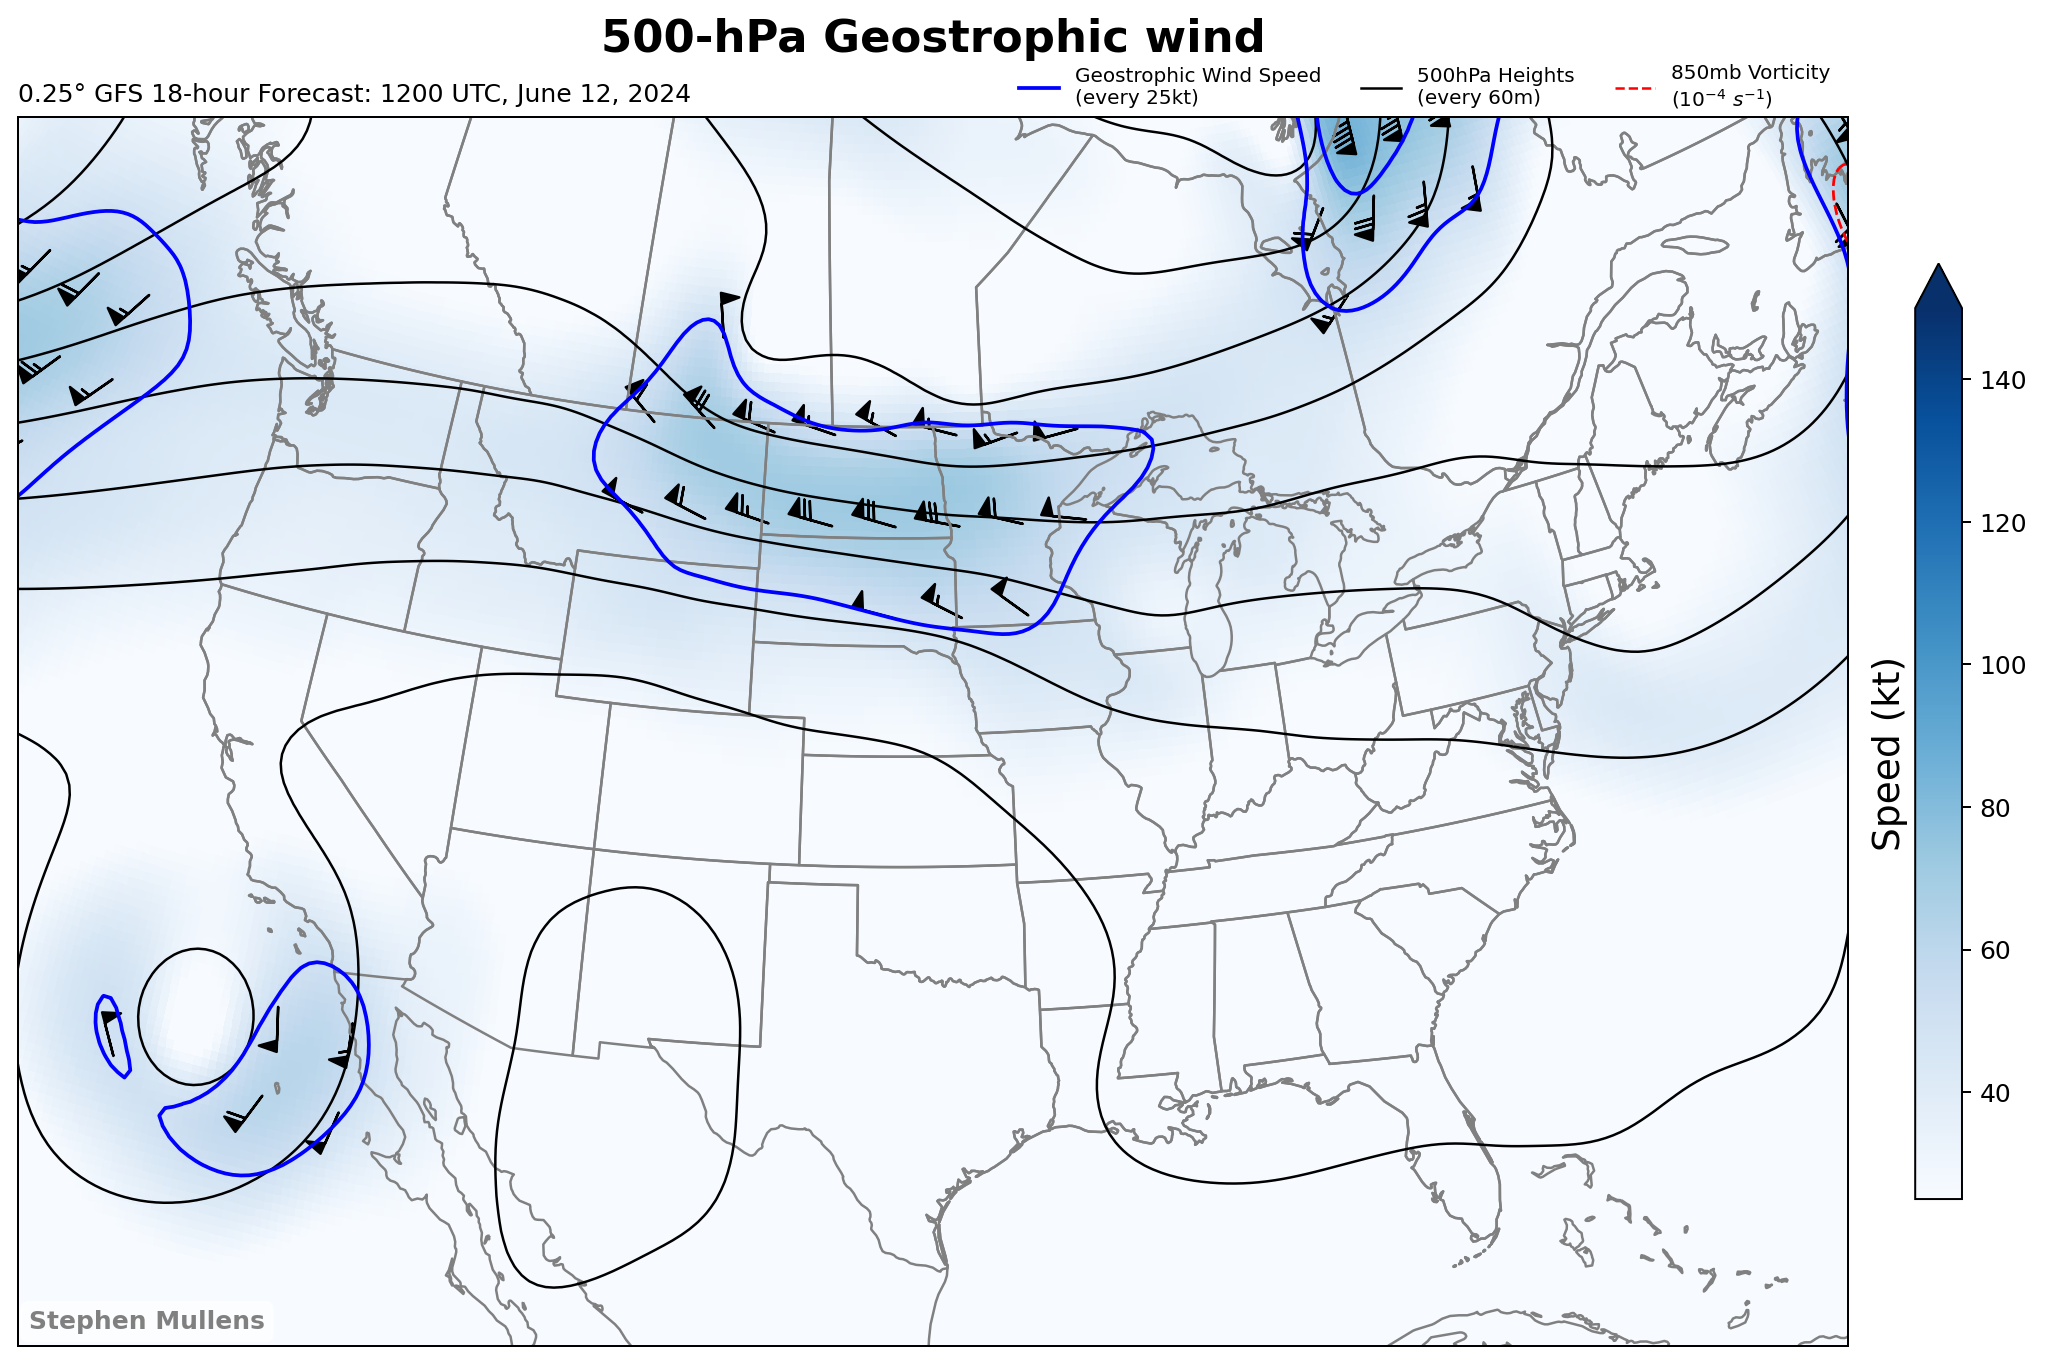 500-hPa Geostrophic wind
0.25° GFS 18-hour Forecast: 1200 UTC, June 12, 2024
Geostrophic Wind Speed
(every 25kt)
500hPa Heights
(every 60m)
850mb Vorticity
(10⁻⁴ s⁻¹)
140
120
100
80
60
40
Speed (kt)
Stephen Mullens